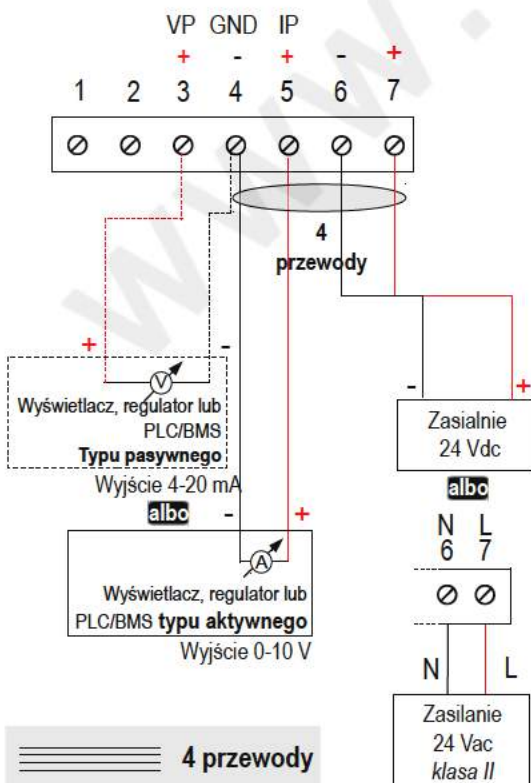 www.
VP GND IP
+ - + - +
1 2 3 4 5 6 7
4
przewody
+ -
V
Wyświetlacz, regulator lub
PLC/BMS
Typu pasywnego
Wyjście 4-20 mA
albo
- +
A
Wyświetlacz, regulator lub
PLC/BMS typu aktywnego
Wyjście 0-10 V
- +
Zasialnie
24 Vdc
albo
N L
6 7
N L
Zasilanie
24 Vac
klasa II
4 przewody